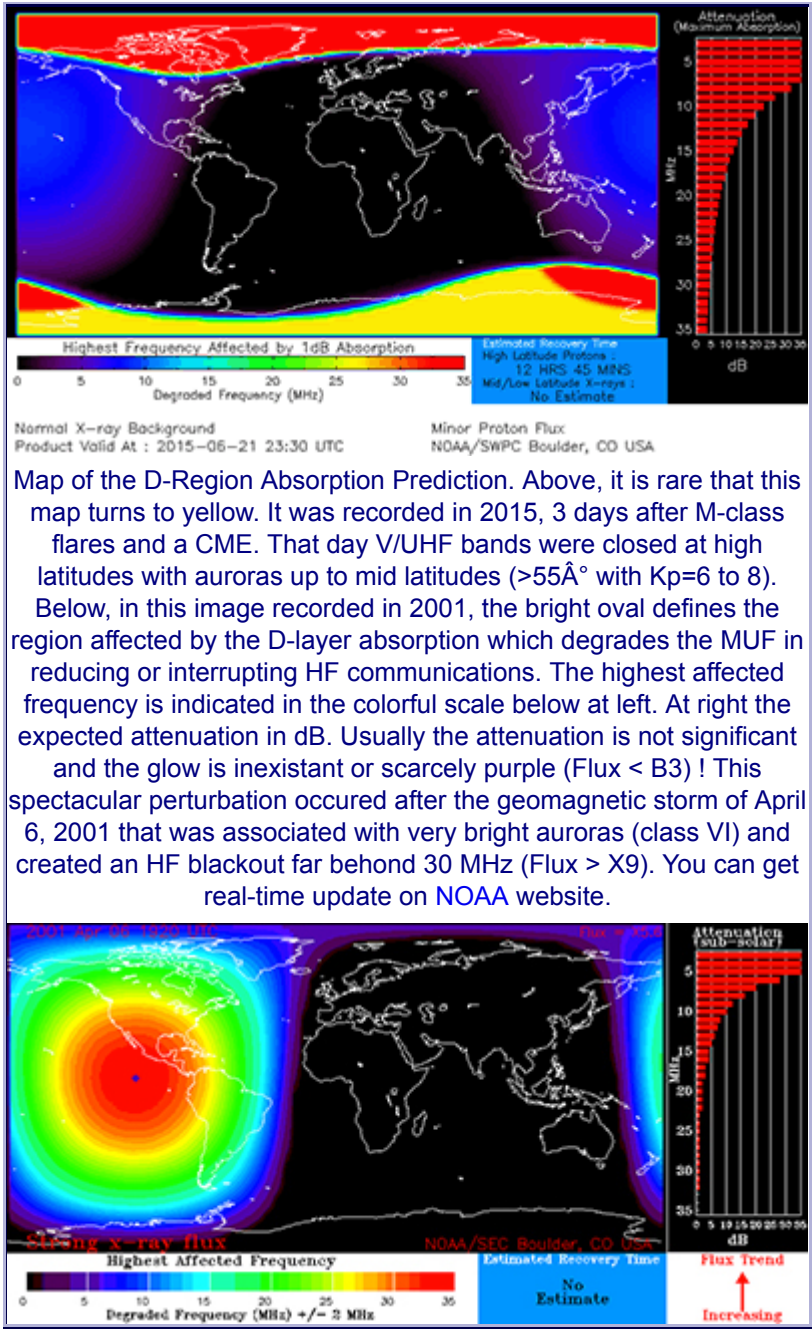 Attenuation
(Maximum Absorption)
5
10
15
20
25
30
35
MHz
0 5 10 15 20 25 30 35
dB
Highest Frequency Affected by 1dB Absorption
0 5 10 15 20 25 30 35
Degraded Frequency (MHz)
Estimated Recovery Time
High Latitude Protons :
12 HRS 45 MINS
Mid/Low Latitude X-rays :
No Estimate
Normal X-ray Background
Minor Proton Flux
Product Valid At : 2015-06-21 23:30 UTC
NOAA/SWPC Boulder, CO USA
Map of the D-Region Absorption Prediction. Above, it is rare that this
map turns to yellow. It was recorded in 2015, 3 days after M-class
flares and a CME. That day V/UHF bands were closed at high
latitudes with auroras up to mid latitudes (>55Â° with Kp=6 to 8).
Below, in this image recorded in 2001, the bright oval defines the
region affected by the D-layer absorption which degrades the MUF in
reducing or interrupting HF communications. The highest affected
frequency is indicated in the colorful scale below at left. At right the
expected attenuation in dB. Usually the attenuation is not significant
and the glow is inexistant or scarcely purple (Flux < B3) ! This
spectacular perturbation occured after the geomagnetic storm of April
6, 2001 that was associated with very bright auroras (class VI) and
created an HF blackout far behond 30 MHz (Flux > X9). You can get
real-time update on NOAA website.
2001 Apr 06 1920 UTC
Flux = X5.6
Attenuation
(sub-solar)
5
10
15
20
25
30
35
MHz
0 5 10 15 20 25 30 35
dB
Strong x-ray flux
NOAA/SEC Boulder, CO USA
Highest Affected Frequency
0 5 10 15 20 25 30 35
Degraded Frequency (MHz) +/- 2 MHz
Estimated Recovery Time
No
Estimate
Flux Trend
Increasing